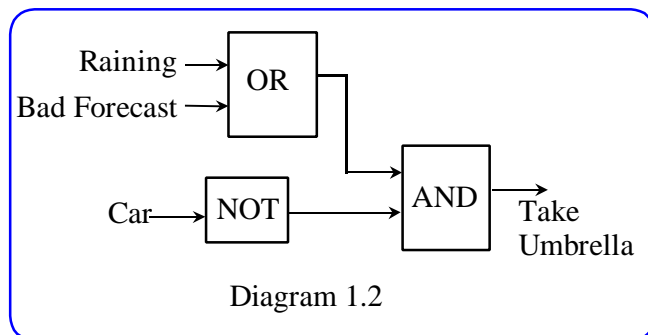 Raining
OR
Bad Forecast
Car
NOT
AND
Take
Umbrella
Diagram 1.2